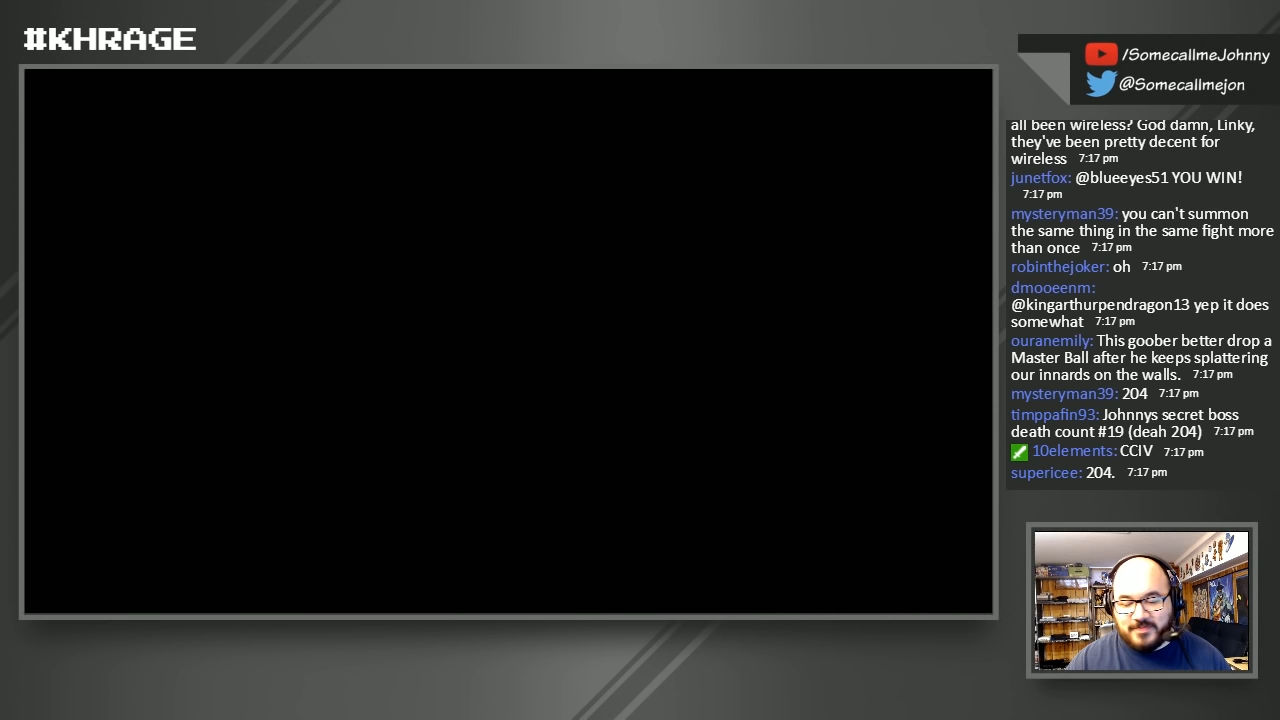 #KHRAGE
/SomecallmeJohnny
@Somecallmejon
all been wireless? God damn, Linky,
they've been pretty decent for
wireless 7:17 pm
junetfox: @blueeyes51 YOU WIN!
7:17 pm
mysteryman39: you can't summon
the same thing in the same fight more
than once 7:17 pm
robinthejoker: oh 7:17 pm
dmooeenm:
@kingarthurpendragon13 yep it does
somewhat 7:17 pm
ouranemily: This goober better drop a
Master Ball after he keeps splattering
our innards on the walls. 7:17 pm
mysteryman39: 204 7:17 pm
timppafin93: Johnnys secret boss
death count #19 (deah 204) 7:17 pm
10elements: CCIV 7:17 pm
supericee: 204. 7:17 pm